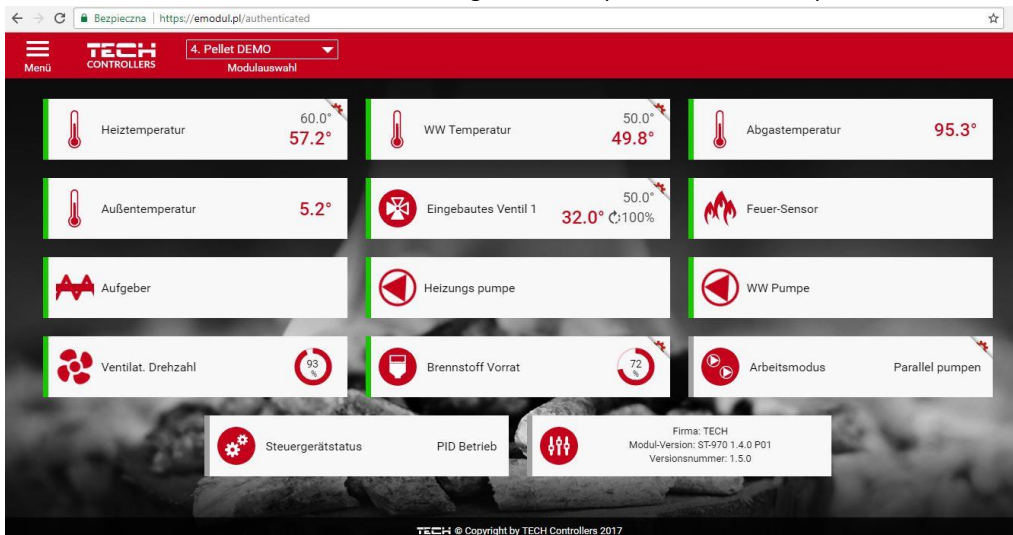 Bezpieczna | https://emodul.pl/authenticated
Menü
TECH
CONTROLLERS
4. Pellet DEMO
Modulauswahl
Heiztemperatur
60.0°
57.2°
WW Temperatur
50.0°
49.8°
Abgastemperatur
95.3°
Außentemperatur
5.2°
Eingebautes Ventil 1
50.0°
32.0° 100%
Feuer-Sensor
Aufgeber
Heizungs pumpe
WW Pumpe
Ventilat. Drehzahl
93
%
Brennstoff Vorrat
72
%
Arbeitsmodus
Parallel pumpen
Steuergerätstatus
PID Betrieb
Firma: TECH
Modul-Version: ST-970 1.4.0 P01
Versionsnummer: 1.5.0
TECH © Copyright by TECH Controllers 2017